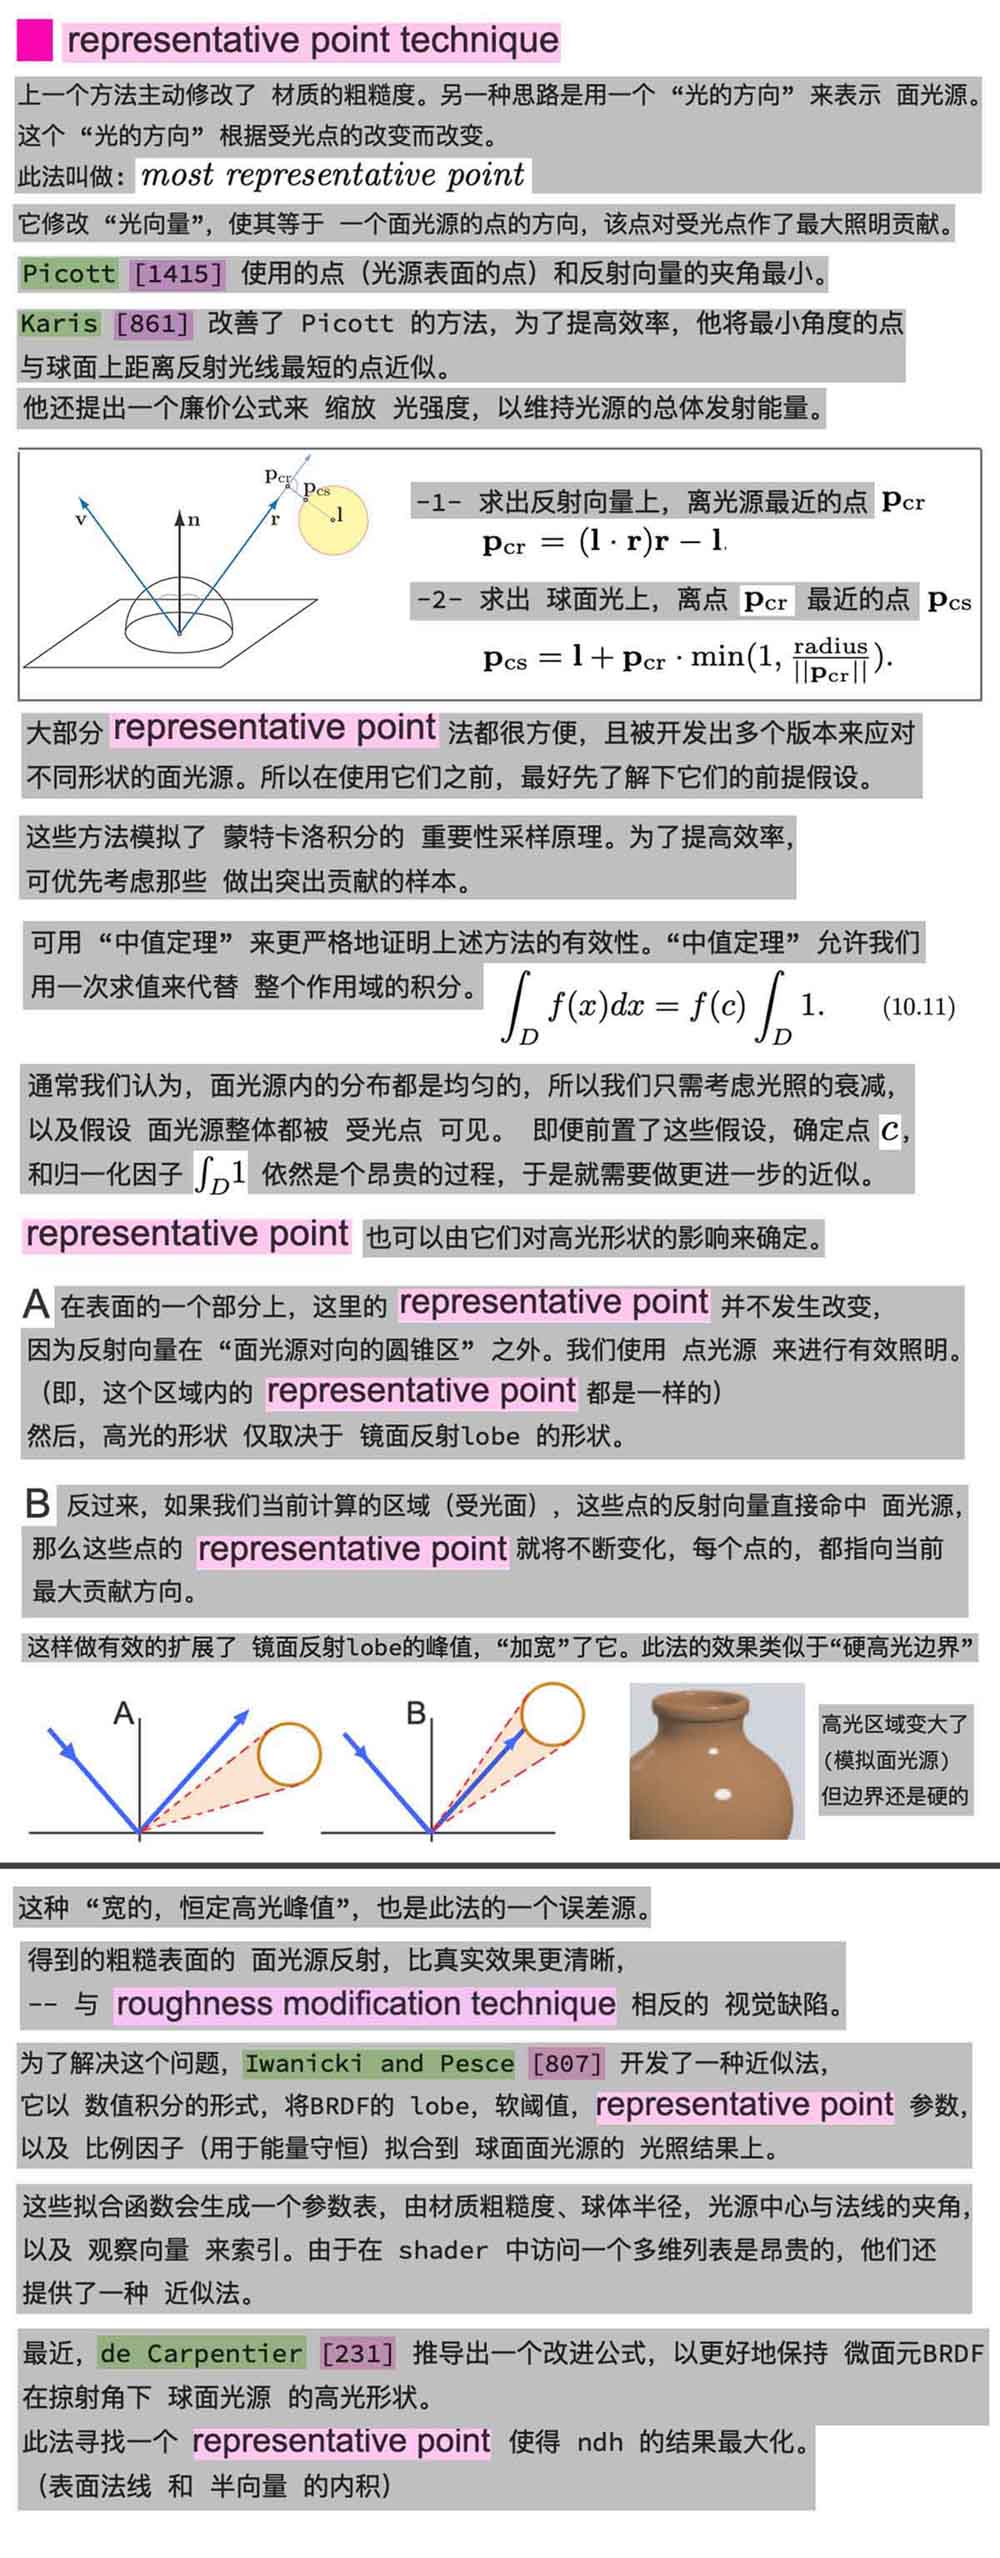 representative point technique
上一个方法主动修改了 材质的粗糙度。另一种思路是用一个 “光的方向” 来表示 面光源。
这个 “光的方向” 根据受光点的改变而改变。
此法叫做: most representative point
它修改 “光向量”, 使其等于 一个面光源的点的方向, 该点对受光点作了最大照明贡献。
Picott [1415] 使用的点 (光源表面的点) 和反射向量的夹角最小。
Karis [861] 改善了 Picott 的方法, 为了提高效率, 他将最小角度的点
与球面上距离反射光线最短的点近似。
他还提出一个廉价公式来 缩放 光强度, 以维持光源的总体发射能量。
v n r p_cr p_cs l
-1- 求出反射向量上, 离光源最近的点 p_cr
p_cr = (l · r)r − l.
-2- 求出 球面光上, 离点 p_cr 最近的点 p_cs
p_cs = l + p_cr · min(1, radius / ||p_cr||).
大部分 representative point 法都很方便, 且被开发出多个版本来应对
不同形状的面光源。所以在使用它们之前, 最好先了解下它们的前提假设。
这些方法模拟了 蒙特卡洛积分的 重要性采样原理。为了提高效率,
可优先考虑那些 做出突出贡献的样本。
可用 “中值定理” 来更严格地证明上述方法的有效性。“中值定理” 允许我们
用一次求值来代替 整个作用域的积分。 ∫_D f(x)dx = f(c) ∫_D 1. (10.11)
通常我们认为, 面光源内的分布都是均匀的, 所以我们只需考虑光照的衰减,
以及假设 面光源整体都被 受光点 可见。 即便前置了这些假设, 确定点 c,
和归一化因子 ∫_D 1 依然是个昂贵的过程, 于是就需要做更进一步的近似。
representative point 也可以由它们对高光形状的影响来确定。
A 在表面的一个部分上, 这里的 representative point 并不发生改变,
因为反射向量在 “面光源对向的圆锥区” 之外。我们使用 点光源 来进行有效照明。
(即, 这个区域内的 representative point 都是一样的)
然后, 高光的形状 仅取决于 镜面反射lobe 的形状。
B 反过来, 如果我们当前计算的区域 (受光面) , 这些点的反射向量直接命中 面光源,
那么这些点的 representative point 就将不断变化, 每个点的, 都指向当前
最大贡献方向。
这样做有效的扩展了 镜面反射lobe的峰值, “加宽”了它。此法的效果类似于“硬高光边界”
A B
高光区域变大了
(模拟面光源)
但边界还是硬的
这种 “宽的, 恒定高光峰值”, 也是此法的一个误差源。
得到的粗糙表面的 面光源反射, 比真实效果更清晰,
-- 与 roughness modification technique 相反的 视觉缺陷。
为了解决这个问题, Iwanicki and Pesce [807] 开发了一种近似法,
它以 数值积分的形式, 将BRDF的 lobe, 软阈值, representative point 参数,
以及 比例因子 (用于能量守恒) 拟合到 球面面光源的 光照结果上。
这些拟合函数会生成一个参数表, 由材质粗糙度、球体半径, 光源中心与法线的夹角,
以及 观察向量 来索引。由于在 shader 中访问一个多维列表是昂贵的, 他们还
提供了一种 近似法。
最近, de Carpentier [231] 推导出一个改进公式, 以更好地保持 微面元BRDF
在掠射角下 球面光源 的高光形状。
此法寻找一个 representative point 使得 ndh 的结果最大化。
(表面法线 和 半向量 的内积)